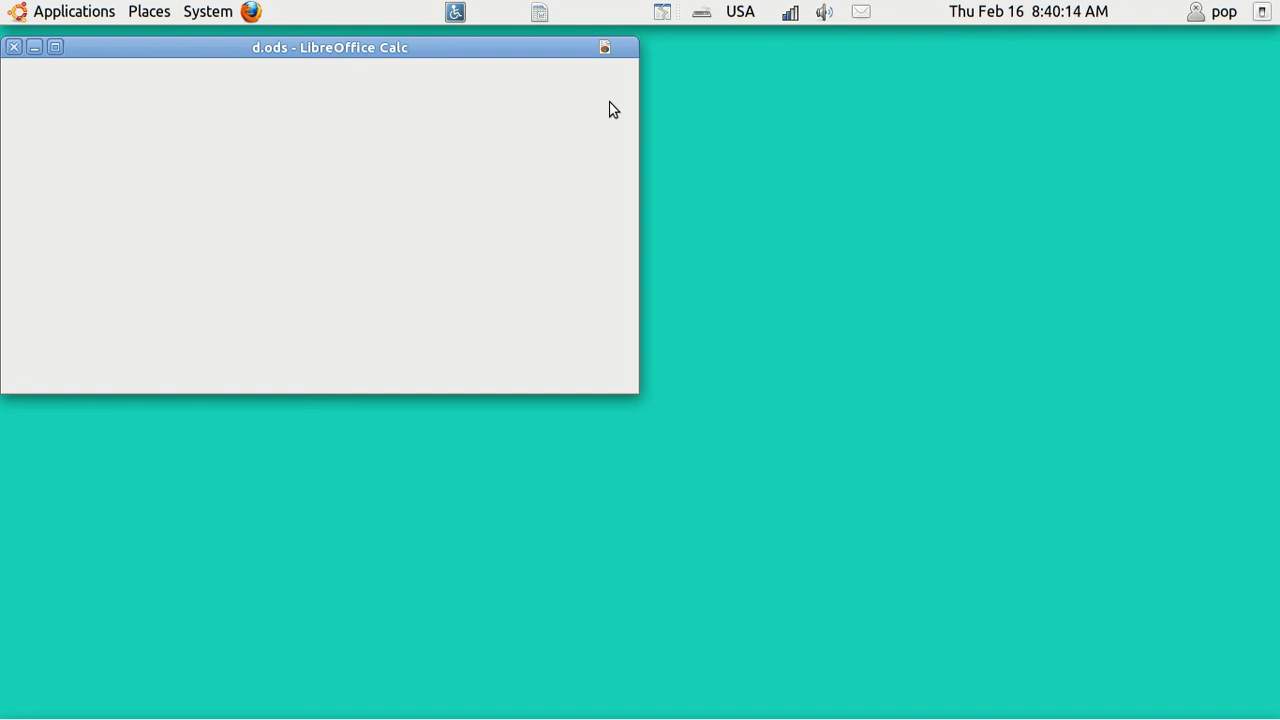 Applications Places System USA Thu Feb 16 8:40:14 AM pop
d.ods - LibreOffice Calc